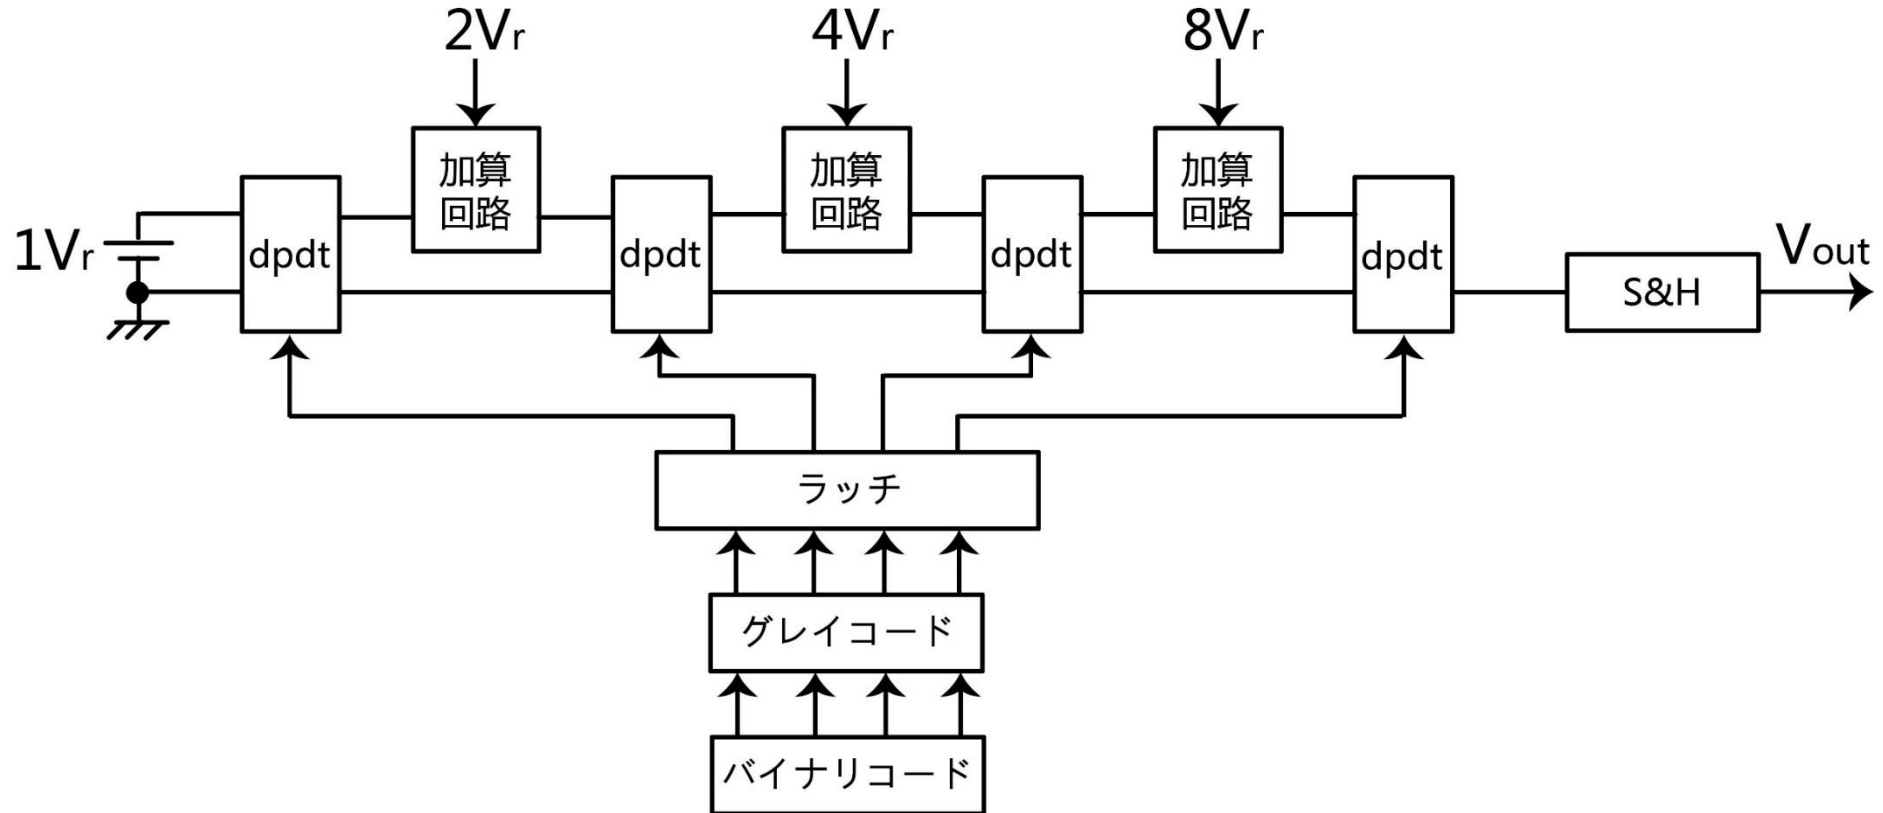 2Vr
4Vr
8Vr
加算
回路
加算
回路
加算
回路
1Vr
dpdt
dpdt
dpdt
dpdt
S&H
Vout
ラッチ
グレイコード
バイナリコード